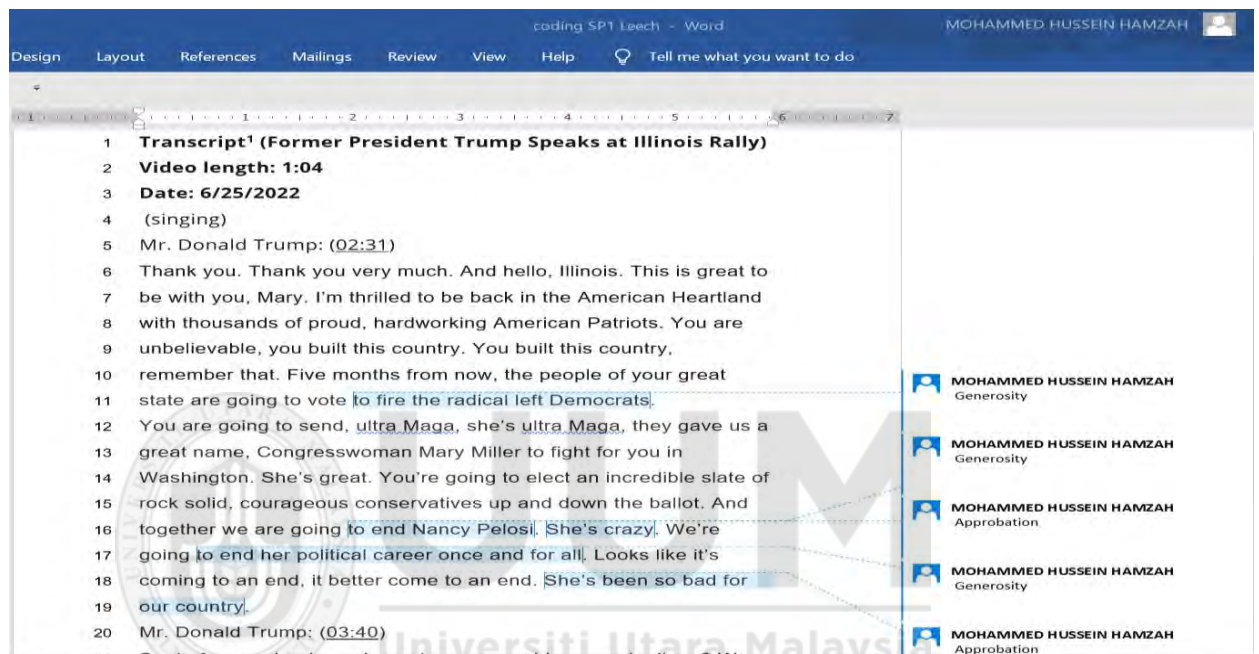 coding SP1 Leech - Word
MOHAMMED HUSSEIN HAMZAH
Design Layout References Mailings Review View Help Tell me what you want to do
1 2 3 4 5 6 7
1 Transcript¹ (Former President Trump Speaks at Illinois Rally)
2 Video length: 1:04
3 Date: 6/25/2022
4 (singing)
5 Mr. Donald Trump: (02:31)
6 Thank you. Thank you very much. And hello, Illinois. This is great to
7 be with you, Mary. I'm thrilled to be back in the American Heartland
8 with thousands of proud, hardworking American Patriots. You are
9 unbelievable, you built this country. You built this country,
10 remember that. Five months from now, the people of your great
11 state are going to vote to fire the radical left Democrats.
12 You are going to send, ultra Maga, she's ultra Maga, they gave us a
13 great name, Congresswoman Mary Miller to fight for you in
14 Washington. She's great. You're going to elect an incredible slate of
15 rock solid, courageous conservatives up and down the ballot. And
16 together we are going to end Nancy Pelosi. She's crazy. We're
17 going to end her political career once and for all. Looks like it's
18 coming to an end, it better come to an end. She's been so bad for
19 our country.
20 Mr. Donald Trump: (03:40)
MOHAMMED HUSSEIN HAMZAH
Generosity
MOHAMMED HUSSEIN HAMZAH
Generosity
MOHAMMED HUSSEIN HAMZAH
Approbation
MOHAMMED HUSSEIN HAMZAH
Generosity
MOHAMMED HUSSEIN HAMZAH
Approbation
UUM
Universiti Utara Malaysia